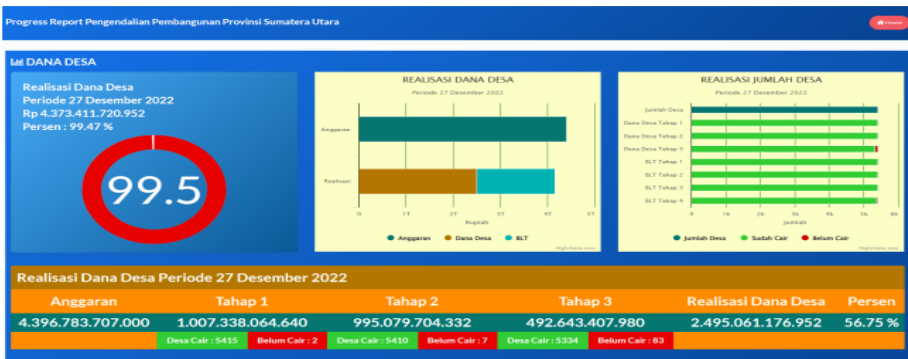 Progress Report Pengendalian Pembangunan Provinsi Sumatera Utara
Home
DANA DESA
Realisasi Dana Desa
Periode 27 Desember 2022
Rp 4.373.411.720.952
Persen : 99.47 %
99.5
REALISASI DANA DESA
Periode 27 Desember 2022
Anggaran
Realisasi
0 1T 2T 3T 4T 5T
Rupiah
Anggaran Dana Desa BLT
Highcharts.com
REALISASI JUMLAH DESA
Periode 27 Desember 2022
Jumlah Desa
Dana Desa Tahap 1
Dana Desa Tahap 2
Dana Desa Tahap 3
BLT Tahap 1
BLT Tahap 2
BLT Tahap 3
BLT Tahap 4
0 1k 2k 3k 4k 5k 6k
Jumlah
Jumlah Desa Sudah Cair Belum Cair
Highcharts.com
Realisasi Dana Desa Periode 27 Desember 2022
Anggaran Tahap 1 Tahap 2 Tahap 3 Realisasi Dana Desa Persen
4.396.783.707.000 1.007.338.064.640 995.079.704.332 492.643.407.980 2.495.061.176.952 56.75 %
Desa Cair : 5415 Belum Cair : 2 Desa Cair : 5410 Belum Cair : 7 Desa Cair : 5334 Belum Cair : 83